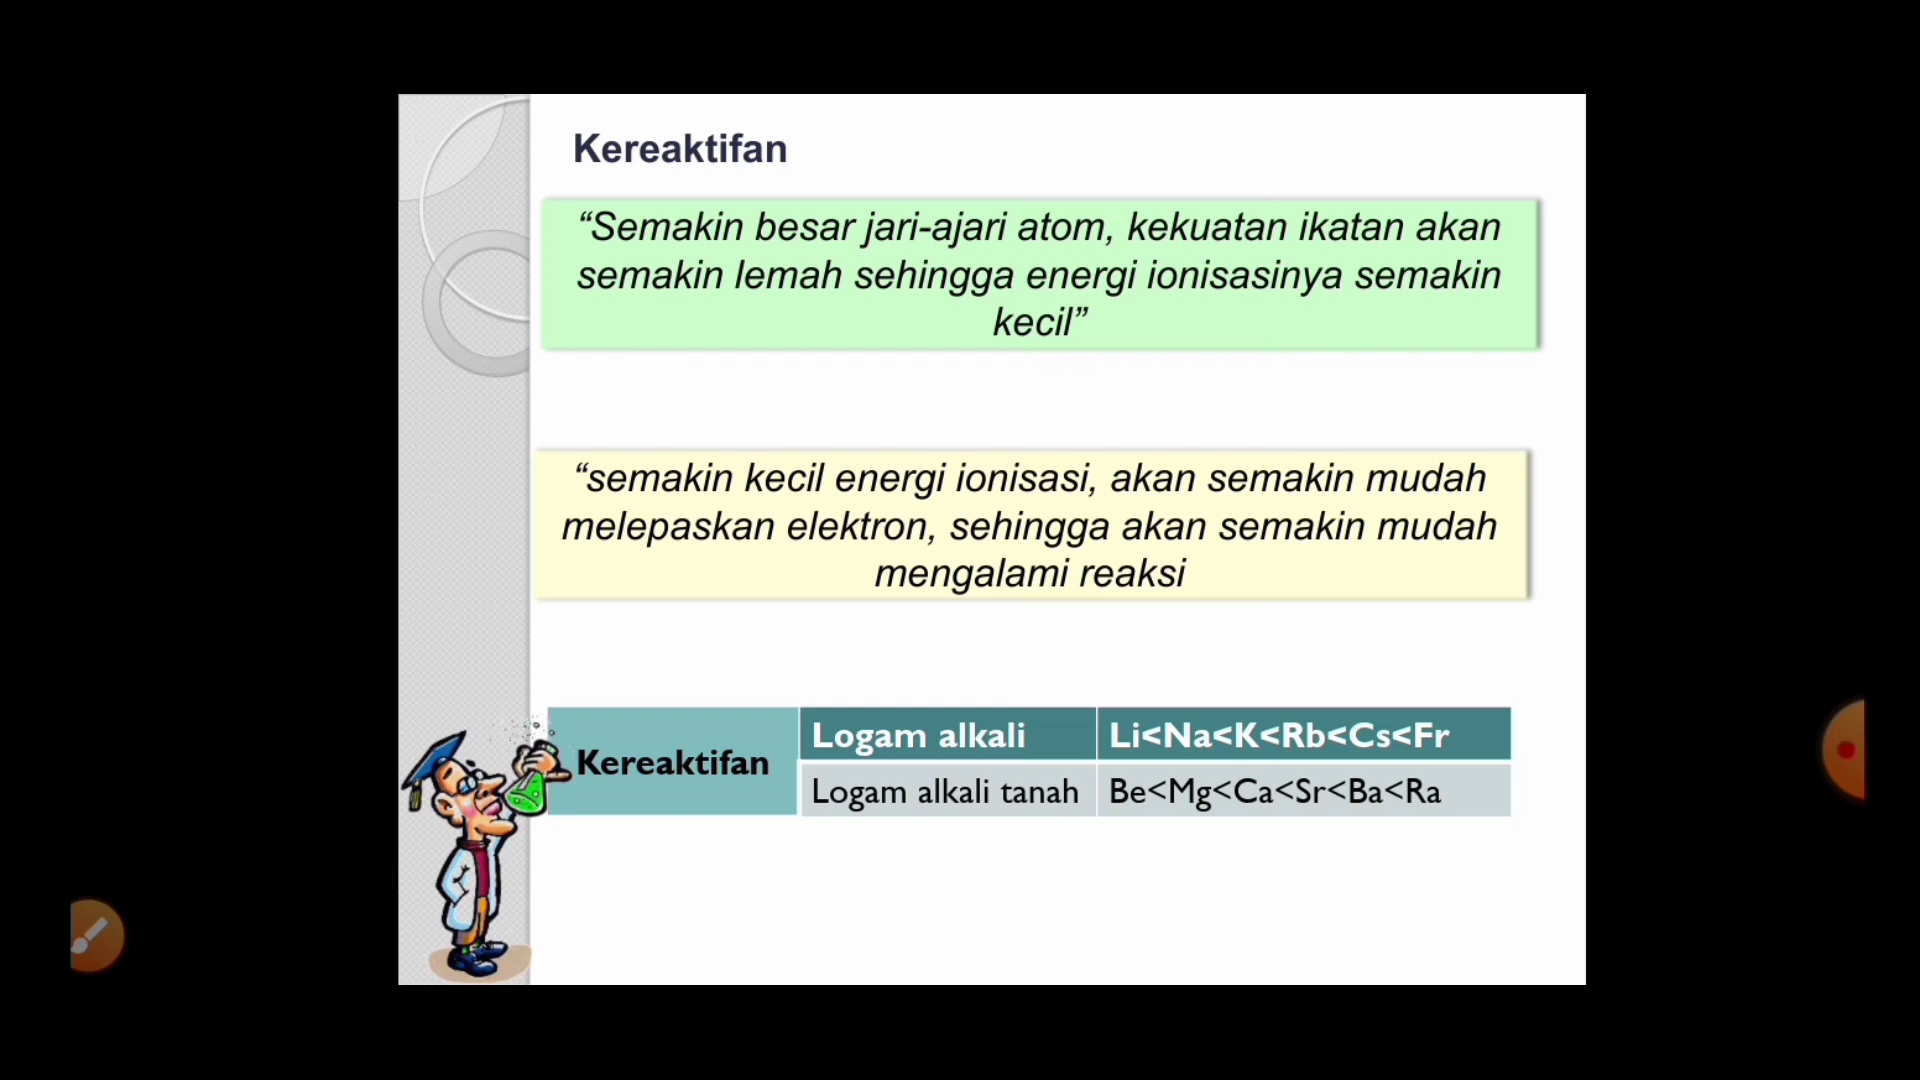 Kereaktifan
“Semakin besar jari-ajari atom, kekuatan ikatan akan
semakin lemah sehingga energi ionisasinya semakin
kecil”
“semakin kecil energi ionisasi, akan semakin mudah
melepaskan elektron, sehingga akan semakin mudah
mengalami reaksi
Kereaktifan
Logam alkali Li<Na<K<Rb<Cs<Fr
Logam alkali tanah Be<Mg<Ca<Sr<Ba<Ra